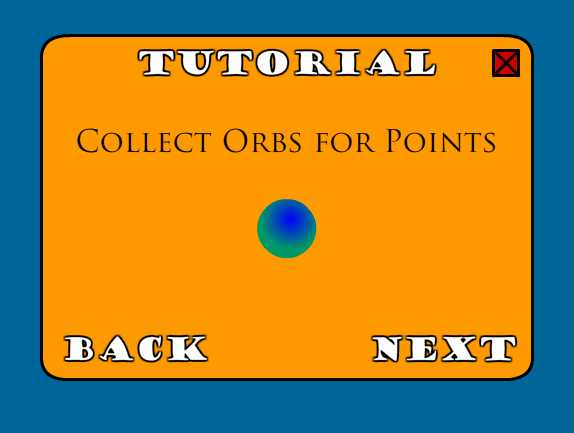 TUTORIAL
Collect Orbs for Points
BACK
NEXT